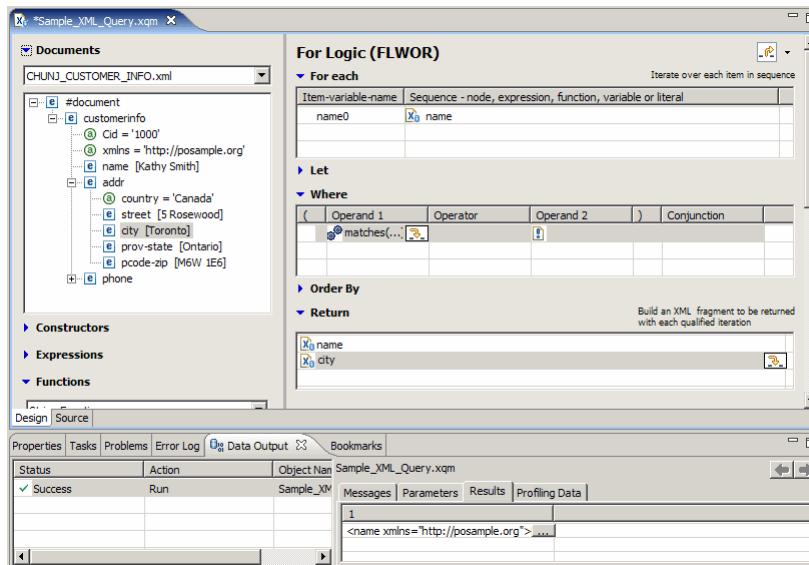 *Sample_XML_Query.xqm
Documents
CHUNJ_CUSTOMER_INFO.xml
#document
customerinfo
Cid = '1000'
xmlns = 'http://posample.org'
name [Kathy Smith]
addr
country = 'Canada'
street [5 Rosewood]
city [Toronto]
prov-state [Ontario]
pcode-zip [M6W 1E6]
phone
Constructors
Expressions
Functions
Design Source
For Logic (FLWOR)
For each
Iterate over each item in sequence
Item-variable-name Sequence - node, expression, function, variable or literal
name0 name
Let
Where
( Operand 1 Operator Operand 2 ) Conjunction
matches(...)
Order By
Return
Build an XML fragment to be returned
with each qualified iteration
name
city
Properties Tasks Problems Error Log Data Output Bookmarks
Status Action Object Nam
Success Run Sample_XM
Sample_XML_Query.xqm
Messages Parameters Results Profiling Data
1
<name xmlns="http://posample.org"> ...